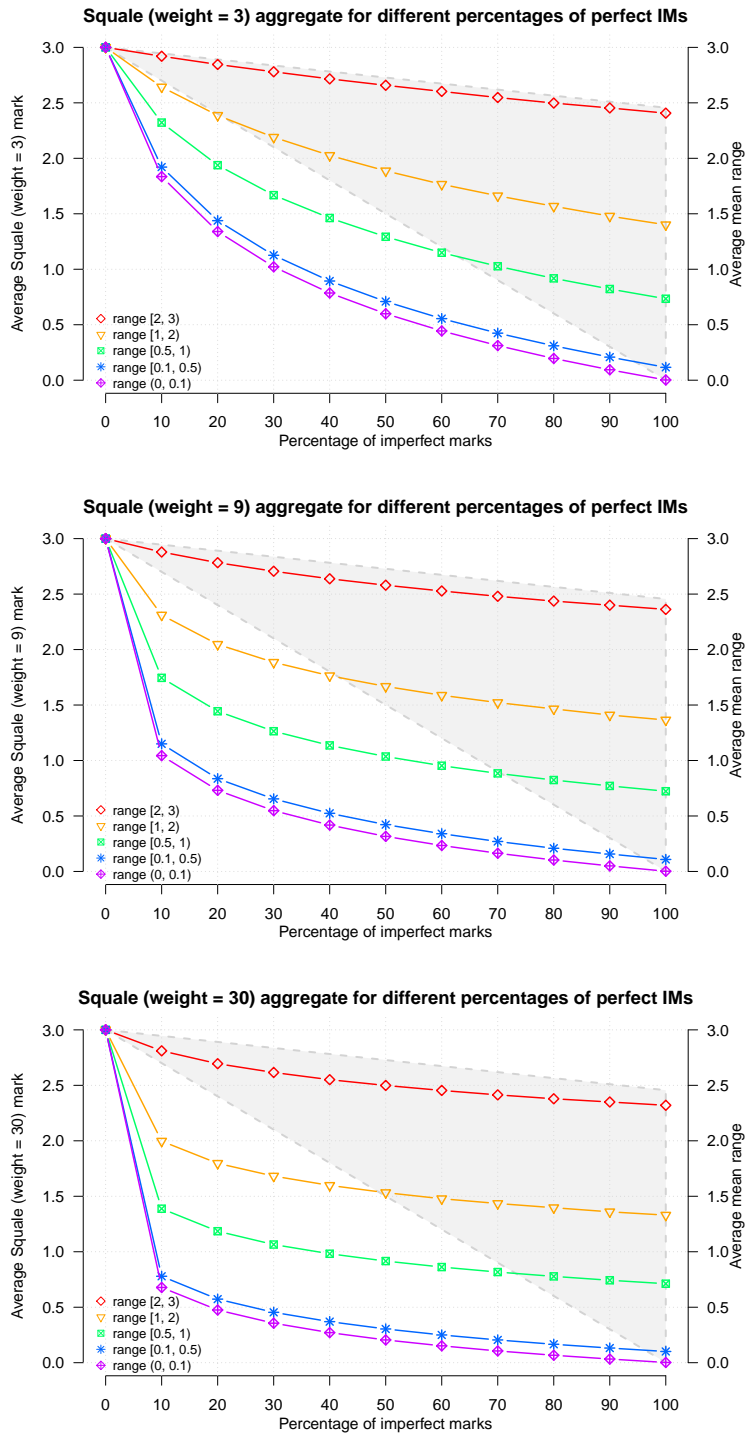 Squale (weight = 3) aggregate for different percentages of perfect IMs
Average Squale (weight = 3) mark
3.0
2.5
2.0
1.5
1.0
0.5
0.0
3.0
2.5
2.0
1.5
1.0
0.5
0.0
Average mean range
range [2, 3)
range [1, 2)
range [0.5, 1)
range [0.1, 0.5)
range (0, 0.1)
0 10 20 30 40 50 60 70 80 90 100
Percentage of imperfect marks
Squale (weight = 9) aggregate for different percentages of perfect IMs
Average Squale (weight = 9) mark
3.0
2.5
2.0
1.5
1.0
0.5
0.0
3.0
2.5
2.0
1.5
1.0
0.5
0.0
Average mean range
range [2, 3)
range [1, 2)
range [0.5, 1)
range [0.1, 0.5)
range (0, 0.1)
0 10 20 30 40 50 60 70 80 90 100
Percentage of imperfect marks
Squale (weight = 30) aggregate for different percentages of perfect IMs
Average Squale (weight = 30) mark
3.0
2.5
2.0
1.5
1.0
0.5
0.0
3.0
2.5
2.0
1.5
1.0
0.5
0.0
Average mean range
range [2, 3)
range [1, 2)
range [0.5, 1)
range [0.1, 0.5)
range (0, 0.1)
0 10 20 30 40 50 60 70 80 90 100
Percentage of imperfect marks